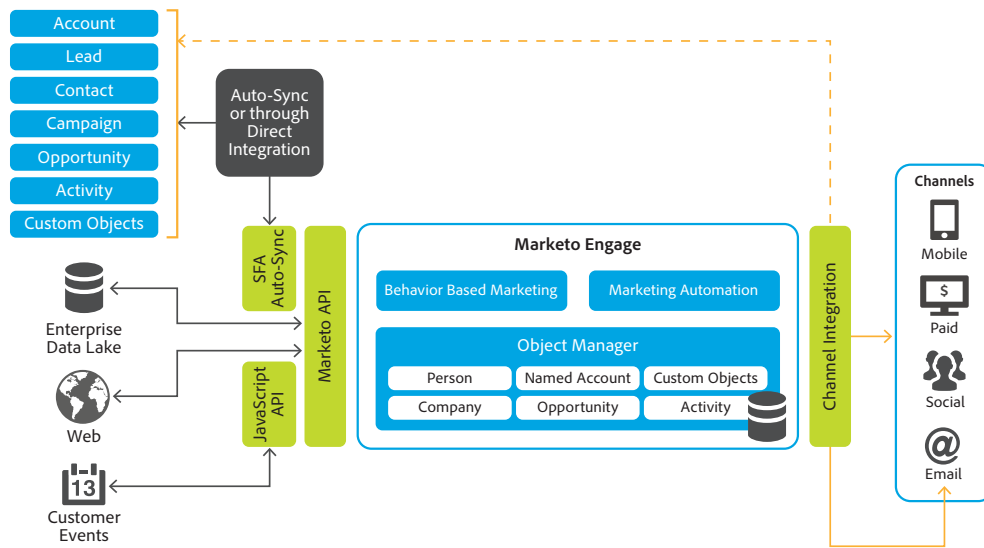 Account
Lead
Contact
Campaign
Opportunity
Activity
Custom Objects
Auto-Sync
or through
Direct
Integration
SFA
Auto-Sync
Marketo API
JavaScript
API
Enterprise
Data Lake
Web
13
Customer
Events
Marketo Engage
Behavior Based Marketing
Marketing Automation
Object Manager
Person
Named Account
Custom Objects
Company
Opportunity
Activity
Channel Integration
Channels
Mobile
$
Paid
Social
@
Email